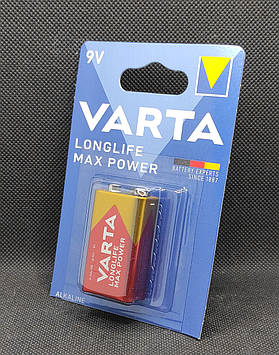 9V
VARTA
LONGLIFE
MAX POWER
BATTERY EXPERTS
SINCE 1887
VARTA
LONGLIFE
MAX POWER
ALKALINE